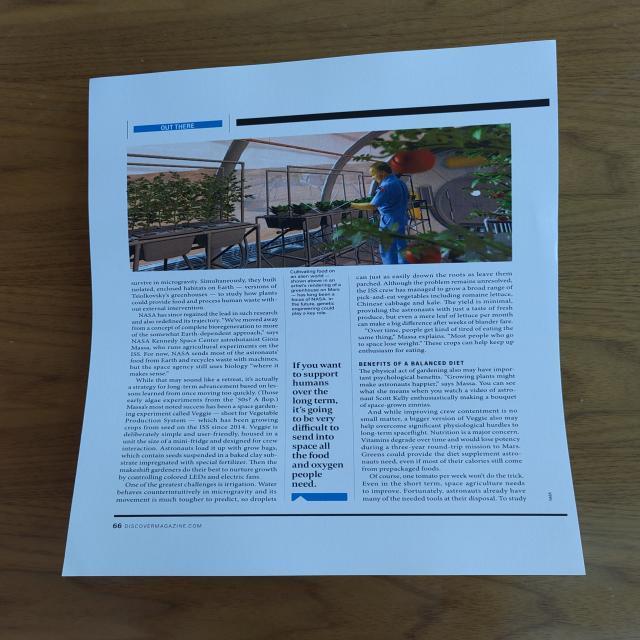 OUT THERE
survive in microgravity. Simultaneously, they built
isolated, enclosed habitats on Earth — versions of
Tsiolkovsky's greenhouses — to study how plants
could provide food and process human waste with-
out external intervention.
NASA has since regained the lead in such research
and also redefined its trajectory. "We've moved away
from a concept of complete bioregeneration to more
of the somewhat Earth-dependent approach," says
NASA Kennedy Space Center astrobotanist Gioia
Massa, who runs agricultural experiments on the
ISS. For now, NASA sends most of the astronauts'
food from Earth and recycles waste with machines,
but the space agency still uses biology "where it
makes sense."
While that may sound like a retreat, it's actually
a strategy for long-term advancement based on les-
sons learned from once moving too quickly. (Those
early algae experiments from the '50s? A flop.)
Massa's most noted success has been a space garden-
ing experiment called Veggie — short for Vegetable
Production System — which has been growing
crops from seed on the ISS since 2014. Veggie is
deliberately simple and user-friendly, housed in a
unit the size of a mini-fridge and designed for crew
interaction. Astronauts load it up with grow bags,
which contain seeds suspended in a baked clay sub-
strate impregnated with special fertilizer. Then the
makeshift gardeners do their best to nurture growth
by controlling colored LEDs and electric fans.
One of the greatest challenges is irrigation. Water
behaves counterintuitively in microgravity and its
movement is much tougher to predict, so droplets
Cultivating food on
an alien world —
shown above in an
artist's rendering of a
greenhouse on Mars
— has long been a
focus of NASA. In
the future, genetic
engineering could
play a key role.
If you want
to support
humans
over the
long term,
it's going
to be very
difficult to
send into
space all
the food
and oxygen
people
need.
can just as easily drown the roots as leave them
parched. Although the problem remains unresolved,
the ISS crew has managed to grow a broad range of
pick-and-eat vegetables including romaine lettuce,
Chinese cabbage and kale. The yield is minimal,
providing the astronauts with just a taste of fresh
produce, but even a mere leaf of lettuce per month
can make a big difference after weeks of blander fare.
"Over time, people get kind of tired of eating the
same thing," Massa explains. "Most people who go
to space lose weight." These crops can help keep up
enthusiasm for eating.
BENEFITS OF A BALANCED DIET
The physical act of gardening also may have impor-
tant psychological benefits. "Growing plants might
make astronauts happier," says Massa. You can see
what she means when you watch a video of astro-
naut Scott Kelly enthusiastically making a bouquet
of space grown zinnias.
And while improving crew contentment is no
small matter, a bigger version of Veggie also may
help overcome significant physiological hurdles to
long-term spaceflight. Nutrition is a major concern.
Vitamins degrade over time and would lose potency
during a three-year round-trip mission to Mars.
Greens could provide the diet supplement astro-
nauts need, even if most of their calories still come
from prepackaged foods.
Of course, one tomato per week won't do the trick.
Even in the short term, space agriculture needs
to improve. Fortunately, astronauts already have
many of the needed tools at their disposal. To study
NASA
66 DISCOVERMAGAZINE.COM